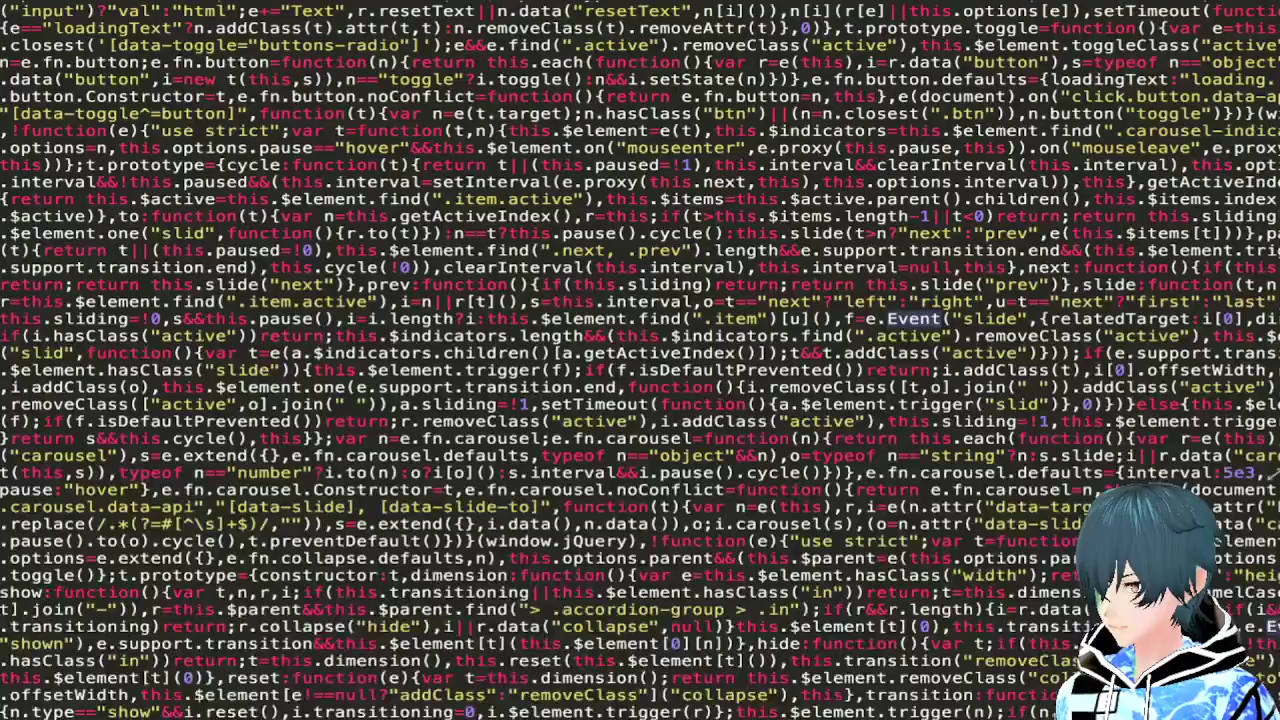 ("input")?"val":"html";e+="Text",r.resetText||n.data("resetText",n[i]()),n[i](r[e]||this.options[e]),setTimeout(functi
{e=="loadingText"?n.addClass(t).attr(t,t):n.removeClass(t).removeAttr(t)},0)},t.prototype.toggle=function(){var e=this
.closest('[data-toggle="buttons-radio"]');e&&e.find(".active").removeClass("active"),this.$element.toggleClass("active
n=e.fn.button;e.fn.button=function(n){return this.each(function(){var r=e(this),i=r.data("button"),s=typeof n=="object"
.data("button",i=new t(this,s)),n=="toggle"?i.toggle():n&&i.setState(n)})},e.fn.button.defaults={loadingText:"loading.
.button.Constructor=t,e.fn.button.noConflict=function(){return e.fn.button=n,this},e(document).on("click.button.data-ap
"[data-toggle^=button]",function(t){var n=e(t.target);n.hasClass("btn")||(n=n.closest(".btn")),n.button("toggle")})}(wi
,!function(e){"use strict";var t=function(t,n){this.$element=e(t),this.$indicators=this.$element.find(".carousel-indic
.options=n,this.options.pause=="hover"&&this.$element.on("mouseenter",e.proxy(this.pause,this)).on("mouseleave",e.prox
this))};t.prototype={cycle:function(t){return t||(this.paused=!1),this.interval&&clearInterval(this.interval),this.opt
.interval&&!this.paused&&(this.interval=setInterval(e.proxy(this.next,this),this.options.interval)),this},getActiveInd
{return this.$active=this.$element.find(".item.active"),this.$items=this.$active.parent().children(),this.$items.index
.$active)},to:function(t){var n=this.getActiveIndex(),r=this;if(t>this.$items.length-1||t<0)return;return this.sliding
.$element.one("slid",function(){r.to(t)}):n==t?this.pause().cycle():this.slide(t>n?"next":"prev",e(this.$items[t]))},pa
(t){return t||(this.paused=!0),this.$element.find(".next, .prev").length&&e.support.transition.end&&(this.$element.trig
.support.transition.end),this.cycle(!0)),clearInterval(this.interval),this.interval=null,this},next:function(){if(this
return;return this.slide("next")},prev:function(){if(this.sliding)return;return this.slide("prev")},slide:function(t,n
r=this.$element.find(".item.active"),i=n||r[t](),s=this.interval,o=t=="next"?"left":"right",u=t=="next"?"first":"last"
this.sliding=!0,s&&this.pause(),i=i.length?i:this.$element.find(".item")[u](),f=e.Event("slide",{relatedTarget:i[0],di
if(i.hasClass("active"))return;this.$indicators.length&&(this.$indicators.find(".active").removeClass("active"),this.$e
("slid",function(){var t=e(a.$indicators.children()[a.getActiveIndex()]);t&&t.addClass("active")}));if(e.support.trans
.$element.hasClass("slide")){this.$element.trigger(f);if(f.isDefaultPrevented())return;i.addClass(t),i[0].offsetWidth,
i.addClass(o),this.$element.one(e.support.transition.end,function(){i.removeClass([t,o].join(" ")).addClass("active")
.removeClass(["active",o].join(" ")),a.sliding=!1,setTimeout(function(){a.$element.trigger("slid")},0)})}else{this.$el
(f);if(f.isDefaultPrevented())return;r.removeClass("active"),i.addClass("active"),this.sliding=!1,this.$element.trigge
}return s&&this.cycle(),this}};var n=e.fn.carousel;e.fn.carousel=function(n){return this.each(function(){var r=e(this)
("carousel"),s=e.extend({},e.fn.carousel.defaults,typeof n=="object"&&n),o=typeof n=="string"?n:s.slide;i||r.data("car
t(this,s)),typeof n=="number"?i.to(n):o?i[o]():s.interval&&i.pause().cycle()})},e.fn.carousel.defaults={interval:5e3,
pause:"hover"},e.fn.carousel.Constructor=t,e.fn.carousel.noConflict=function(){return e.fn.carousel=n,(document
.carousel.data-api","[data-slide], [data-slide-to]",function(t){var n=e(this),r,i=e(n.attr("data-targ
.replace(/.*(?=#[^\s]+$)/,"")),s=e.extend({},i.data(),n.data()),o;i.carousel(s),(o=n.attr("data-slid
.pause().to(o).cycle(),t.preventDefault()})}(window.jQuery),!function(e){"use strict";var t=functio
.options=e.extend({},e.fn.collapse.defaults,n),this.options.parent&&(this.$parent=e(this.options
.toggle()};t.prototype={constructor:t,dimension:function(){var e=this.$element.hasClass("width");ret "hei
show:function(){var t,n,r,i;if(this.transitioning||this.$element.hasClass("in"))return;t=this.dimens melCas
t].join("-")),r=this.$parent&&this.$parent.find("> .accordion-group > .in");if(r&&r.length){i=r.data
.transitioning)return;r.collapse("hide"),i||r.data("collapse",null)}this.$element[t](0),this.transit
"shown"),e.support.transition&&this.$element[t](this.$element[0][n])},hide:function(){var t;if(this
.hasClass("in"))return;t=this.dimension(),this.reset(this.$element[t]()),this.transition("removeClas
this.$element[t](0)},reset:function(e){var t=this.dimension();return this.$element.removeClass("col
.offsetWidth,this.$element[e!==null?"addClass":"removeClass"]("collapse"),this},transition:functio
{n.type=="show"&&i.reset(),i.transitioning=0,i.$element.trigger(r)};this.$element.trigger(n);if(n